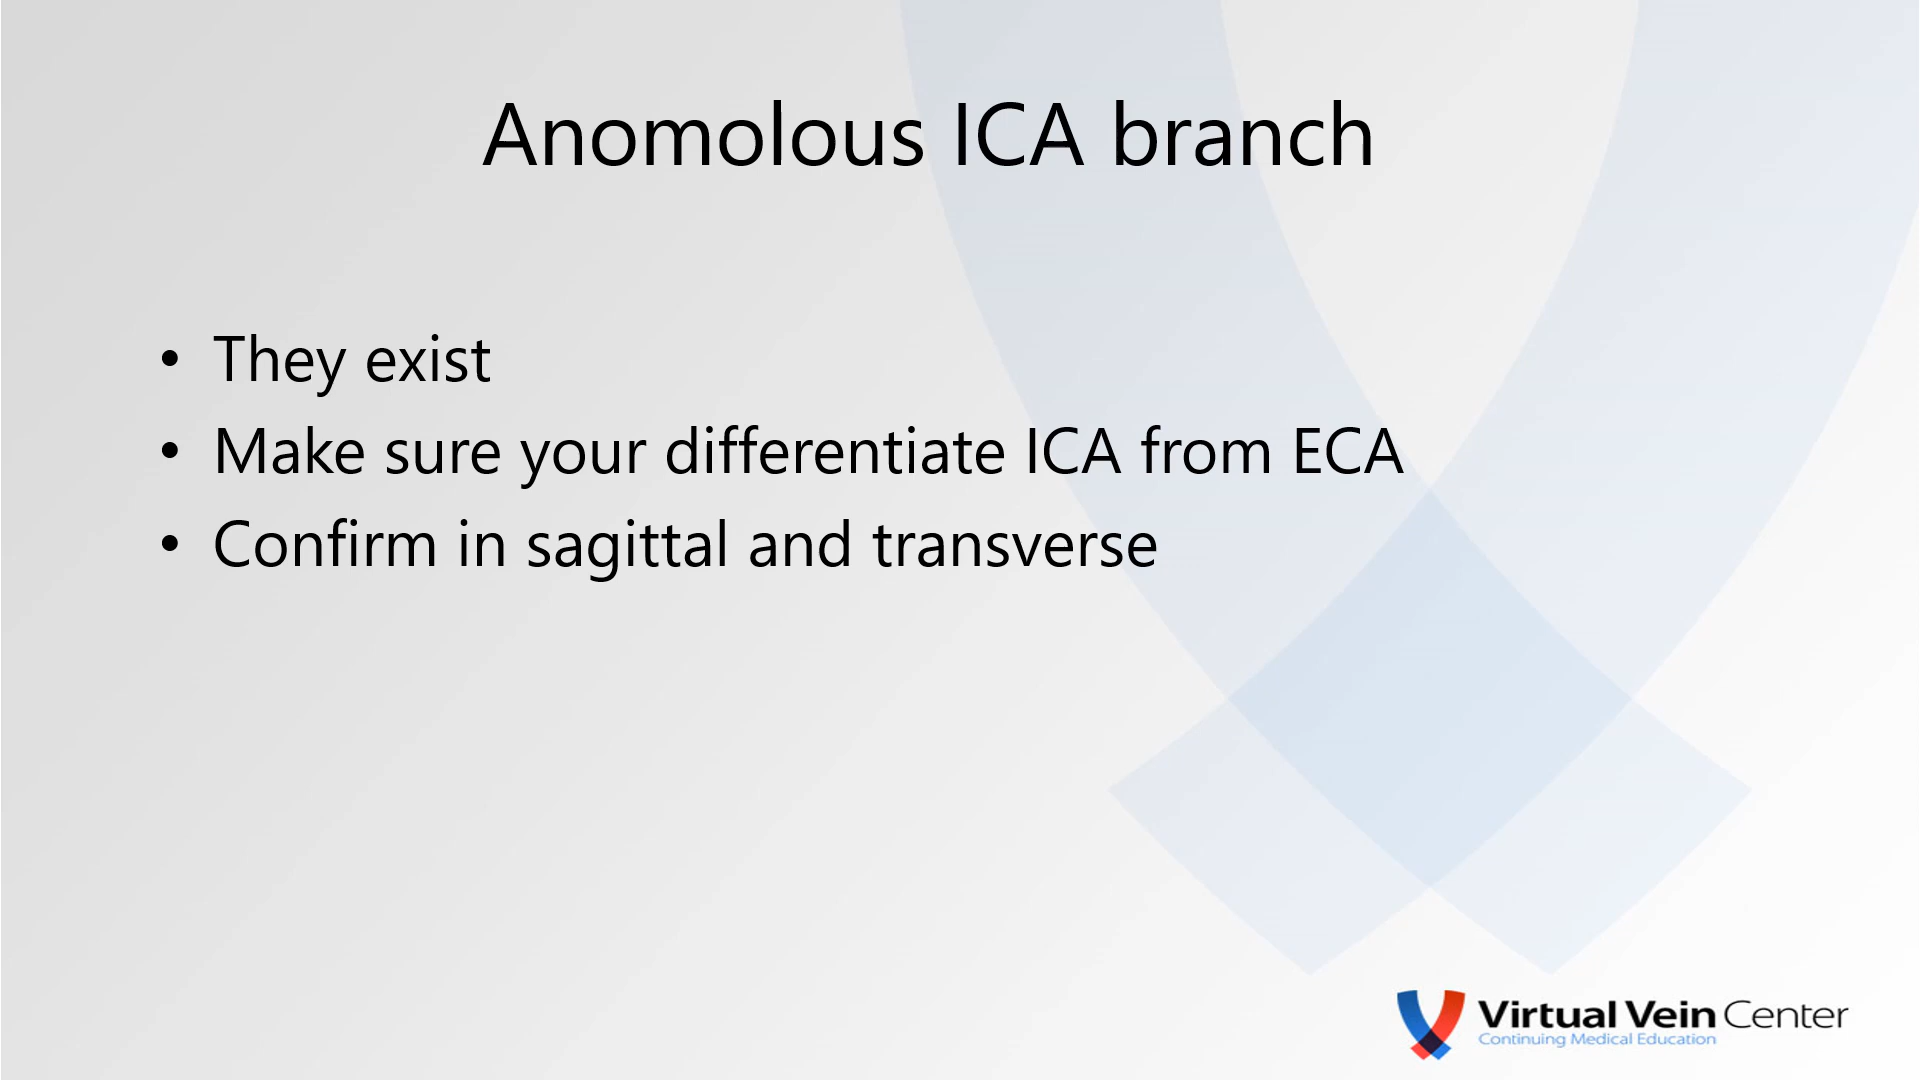 Anomolous ICA branch
• They exist
• Make sure your differentiate ICA from ECA
• Confirm in sagittal and transverse
Virtual Vein Center
Continuing Medical Education